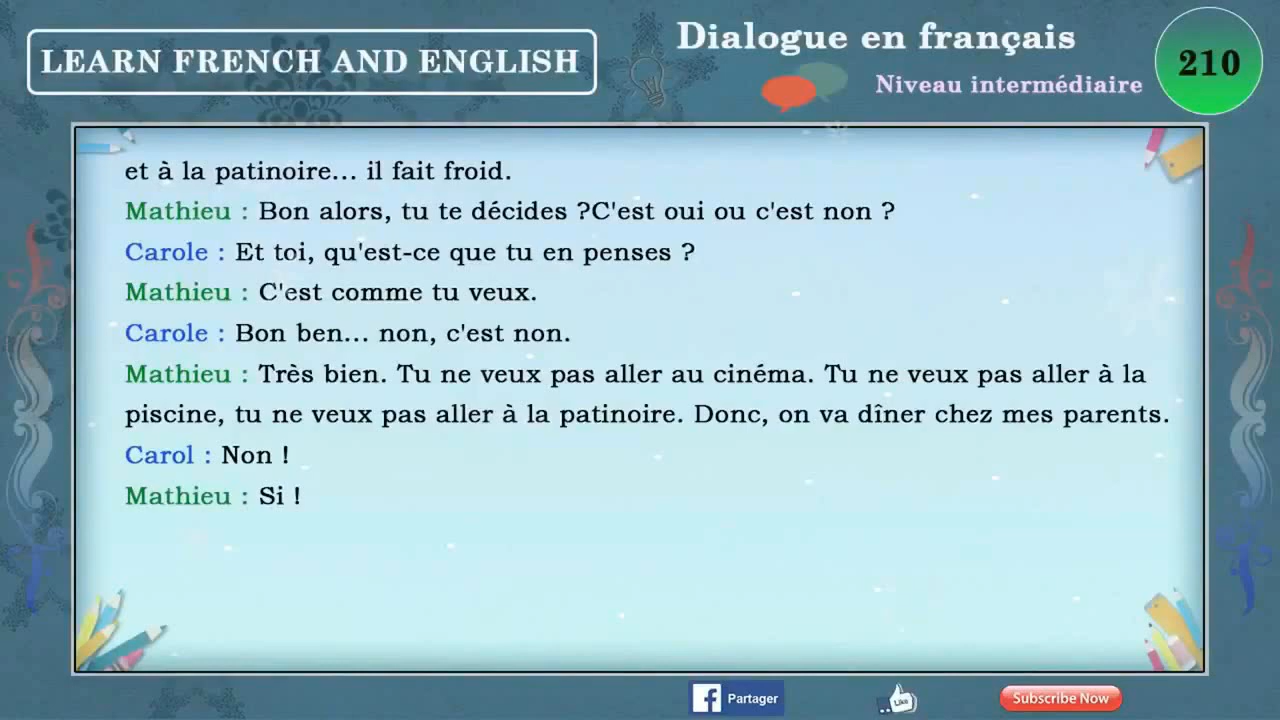 LEARN FRENCH AND ENGLISH
Dialogue en français
Niveau intermédiaire
210
et à la patinoire... il fait froid.
Mathieu : Bon alors, tu te décides ?C'est oui ou c'est non ?
Carole : Et toi, qu'est-ce que tu en penses ?
Mathieu : C'est comme tu veux.
Carole : Bon ben... non, c'est non.
Mathieu : Très bien. Tu ne veux pas aller au cinéma. Tu ne veux pas aller à la
piscine, tu ne veux pas aller à la patinoire. Donc, on va dîner chez mes parents.
Carol : Non !
Mathieu : Si !
Partager
Like
Subscribe Now